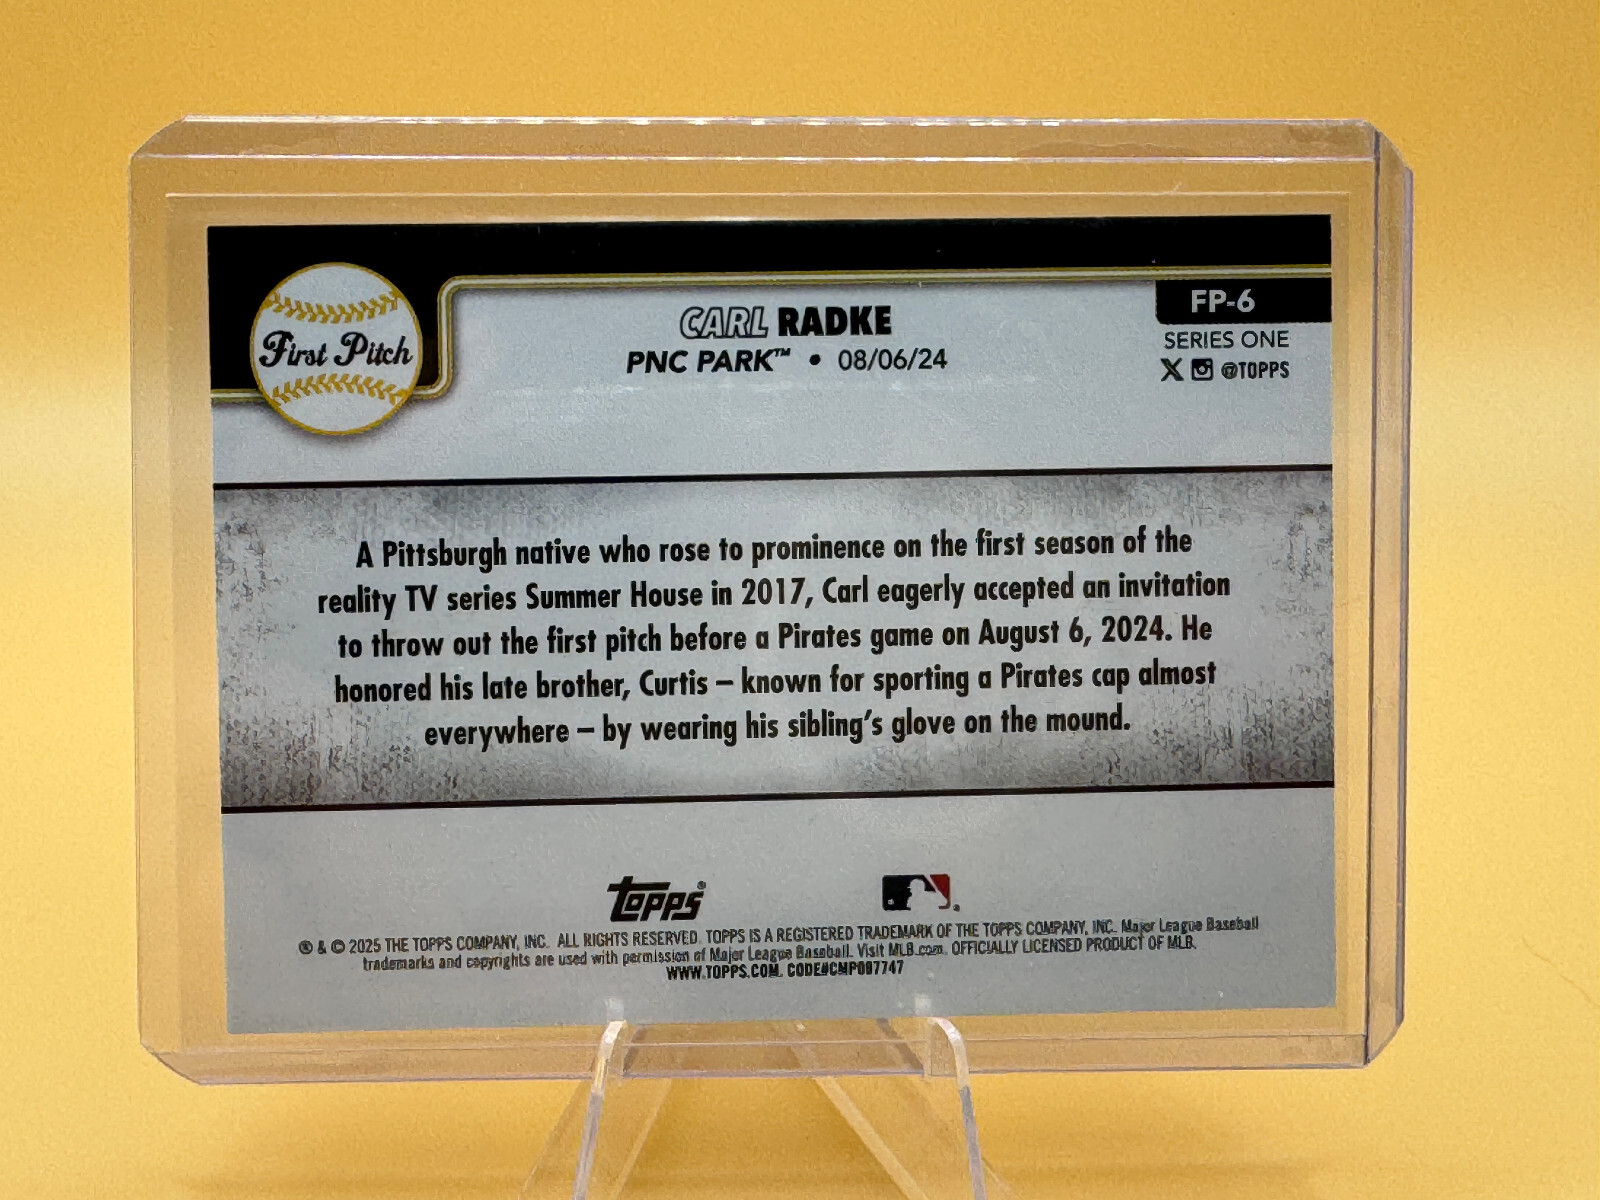 First Pitch
CARL RADKE
PNC PARK™ • 08/06/24
FP-6
SERIES ONE
X @TOPPS
A Pittsburgh native who rose to prominence on the first season of the
reality TV series Summer House in 2017, Carl eagerly accepted an invitation
to throw out the first pitch before a Pirates game on August 6, 2024. He
honored his late brother, Curtis – known for sporting a Pirates cap almost
everywhere – by wearing his sibling's glove on the mound.
Topps®
® & © 2025 THE TOPPS COMPANY, INC. ALL RIGHTS RESERVED. TOPPS IS A REGISTERED TRADEMARK OF THE TOPPS COMPANY, INC. Major League Baseball
trademarks and copyrights are used with permission of Major League Baseball. Visit MLB.com. OFFICIALLY LICENSED PRODUCT OF MLB.
WWW.TOPPS.COM. CODE#CMP097747